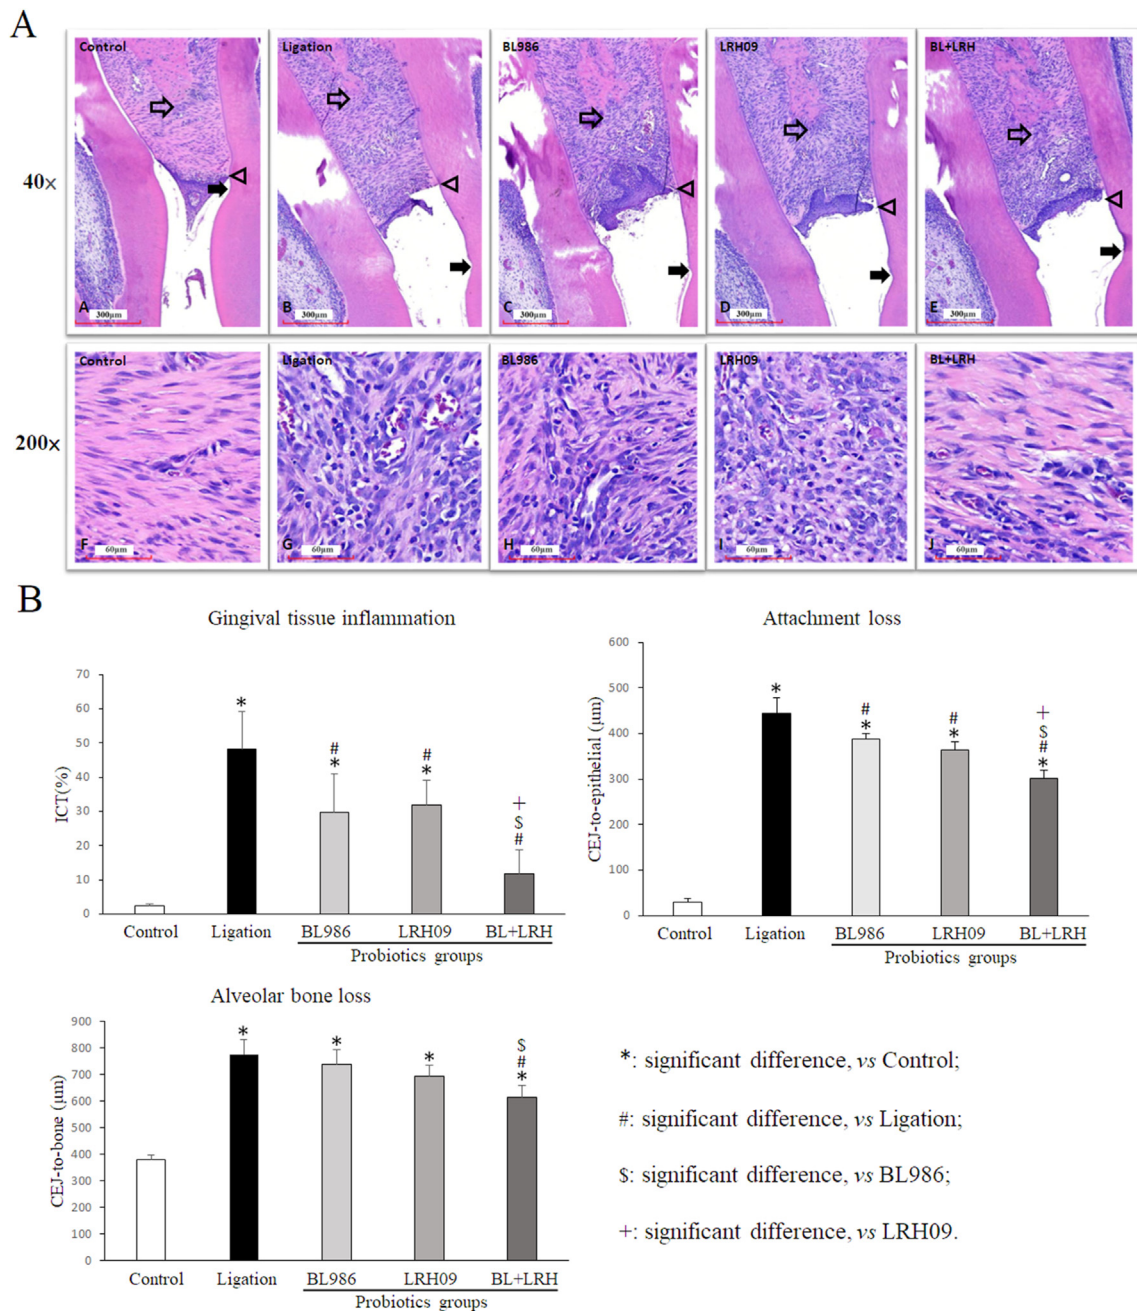 A
Control
Ligation
BL986
LRH09
BL+LRH
40×
A
300μm
B
300μm
C
300μm
D
300μm
E
300μm
Control
Ligation
BL986
LRH09
BL+LRH
200×
F
60μm
G
60μm
H
60μm
I
60μm
J
60μm
B
Gingival tissue inflammation
ICT(%)
70
60
50
40
30
20
10
0
*
#
*
#
*
+
$
#
Control
Ligation
BL986
LRH09
BL+LRH
Probiotics groups
Attachment loss
CEJ-to-epithelial (μm)
600
500
400
300
200
100
0
*
#
*
#
*
+
$
#
*
Control
Ligation
BL986
LRH09
BL+LRH
Probiotics groups
Alveolar bone loss
CEJ-to-bone (μm)
900
800
700
600
500
400
300
200
100
0
*
*
*
$
#
*
Control
Ligation
BL986
LRH09
BL+LRH
Probiotics groups
*: significant difference, vs Control;
#: significant difference, vs Ligation;
$: significant difference, vs BL986;
+: significant difference, vs LRH09.